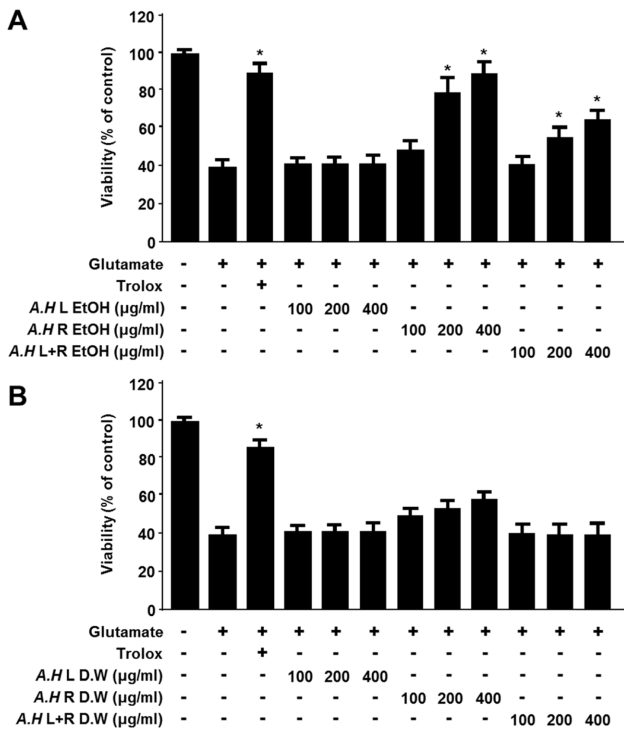 A
120
*
*
*
100
80
*
*
60
40
20
0
Viability (% of control)
Glutamate - + + + + + + + + + + +
Trolox - - + - - - - - - - - -
A.H L EtOH (μg/ml) - - - 100 200 400 - - - - - -
A.H R EtOH (μg/ml) - - - - - - 100 200 400 - - -
A.H L+R EtOH (μg/ml) - - - - - - - - - 100 200 400
B
120
*
100
80
60
40
20
0
Viability (% of control)
Glutamate - + + + + + + + + + + +
Trolox - - + - - - - - - - - -
A.H L D.W (μg/ml) - - - 100 200 400 - - - - - -
A.H R D.W (μg/ml) - - - - - - 100 200 400 - - -
A.H L+R D.W (μg/ml) - - - - - - - - - 100 200 400